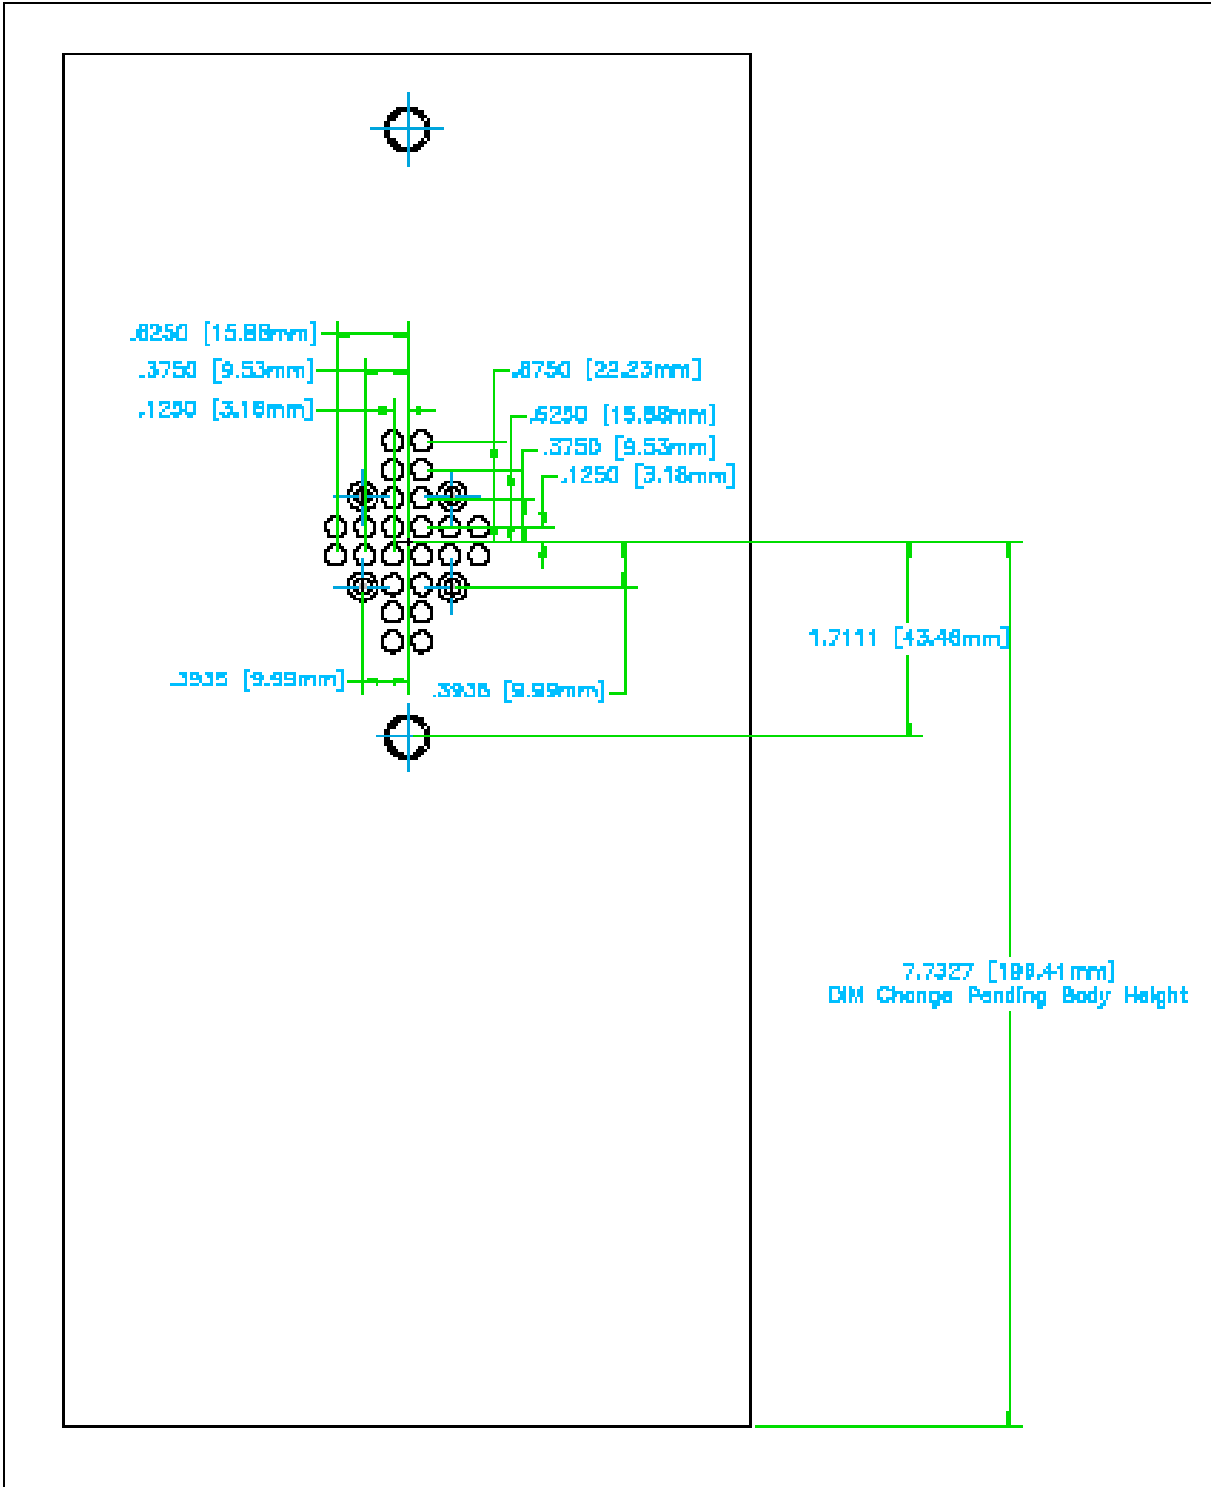 .6250 [15.88mm]
.3750 [9.53mm]
.8750 [22.23mm]
.1250 [3.18mm]
.6250 [15.88mm]
.3750 [9.53mm]
.1250 [3.18mm]
1.7111 [43.46mm]
.3935 [9.99mm]
.3935 [9.99mm]
7.7327 [196.41mm]
DIM Change Pending Body Height